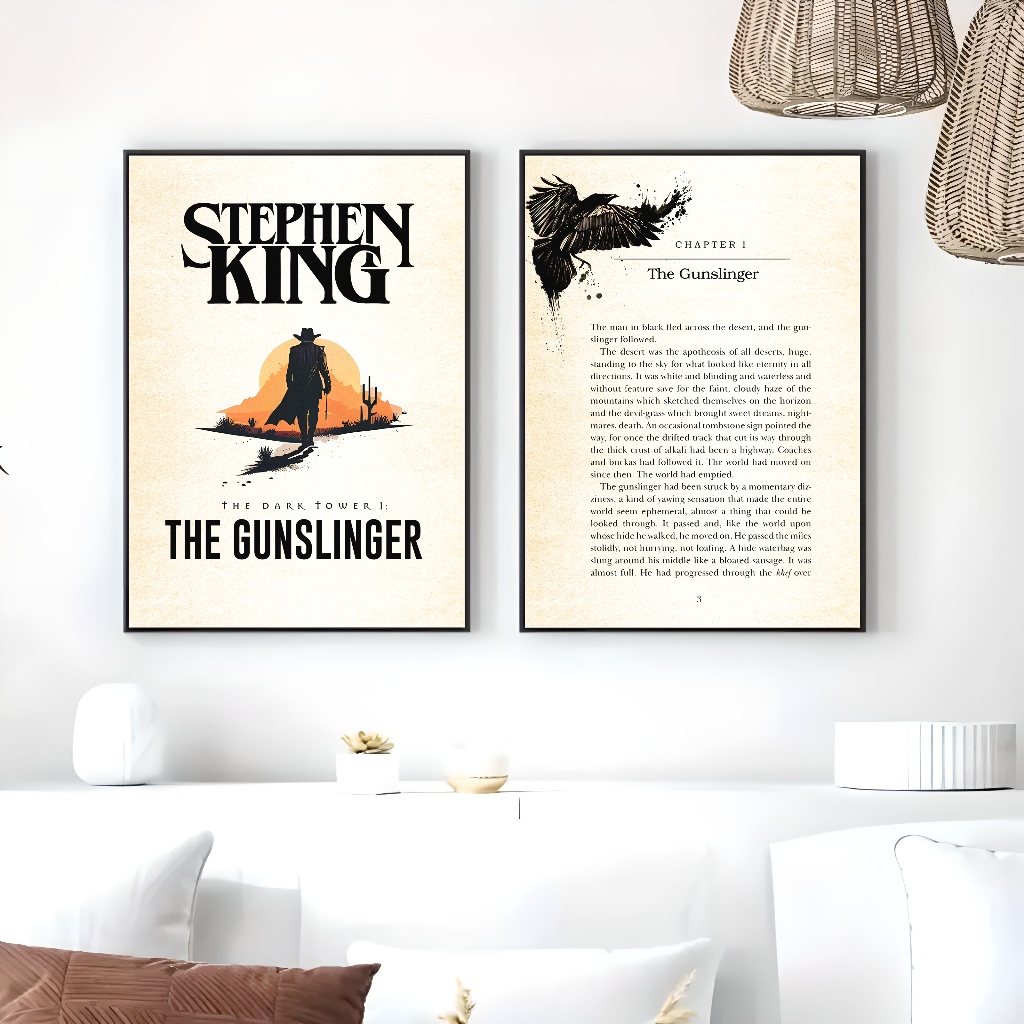 STEPHEN
KING
THE DARK TOWER I:
THE GUNSLINGER
CHAPTER 1
The Gunslinger
The man in black fled across the desert, and the gun-
slinger followed.
The desert was the apotheosis of all deserts, huge,
standing to the sky for what looked like eternity in all
directions. It was white and blinding and waterless and
without feature save for the faint, cloudy haze of the
mountains which sketched themselves on the horizon
and the devil-grass which brought sweet dreams, night-
mares, death. An occasional tombstone sign pointed the
way, for once the drifted track that cut its way through
the thick crust of alkali had been a highway. Coaches
and buckas had followed it. The world had moved on
since then. The world had emptied.
The gunslinger had been struck by a momentary diz-
ziness, a kind of yawing sensation that made the entire
world seem ephemeral, almost a thing that could be
looked through. It passed and, like the world upon
whose hide he walked, he moved on. He passed the miles
stolidly, not hurrying, not loafing. A hide waterbag was
slung around his middle like a bloated sausage. It was
almost full. He had progressed through the khef over
3